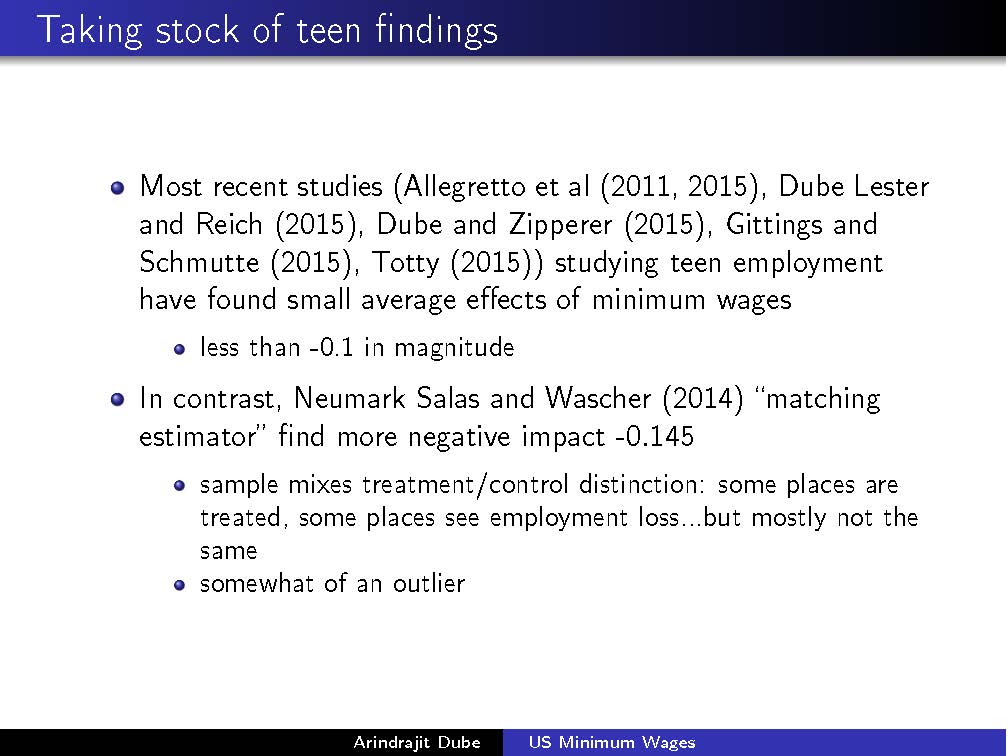 Taking stock of teen findings
Most recent studies (Allegretto et al (2011, 2015), Dube Lester
and Reich (2015), Dube and Zipperer (2015), Gittings and
Schmutte (2015), Totty (2015)) studying teen employment
have found small average effects of minimum wages
less than -0.1 in magnitude
In contrast, Neumark Salas and Wascher (2014) “matching
estimator” find more negative impact -0.145
sample mixes treatment/control distinction: some places are
treated, some places see employment loss...but mostly not the
same
somewhat of an outlier
Arindrajit Dube US Minimum Wages